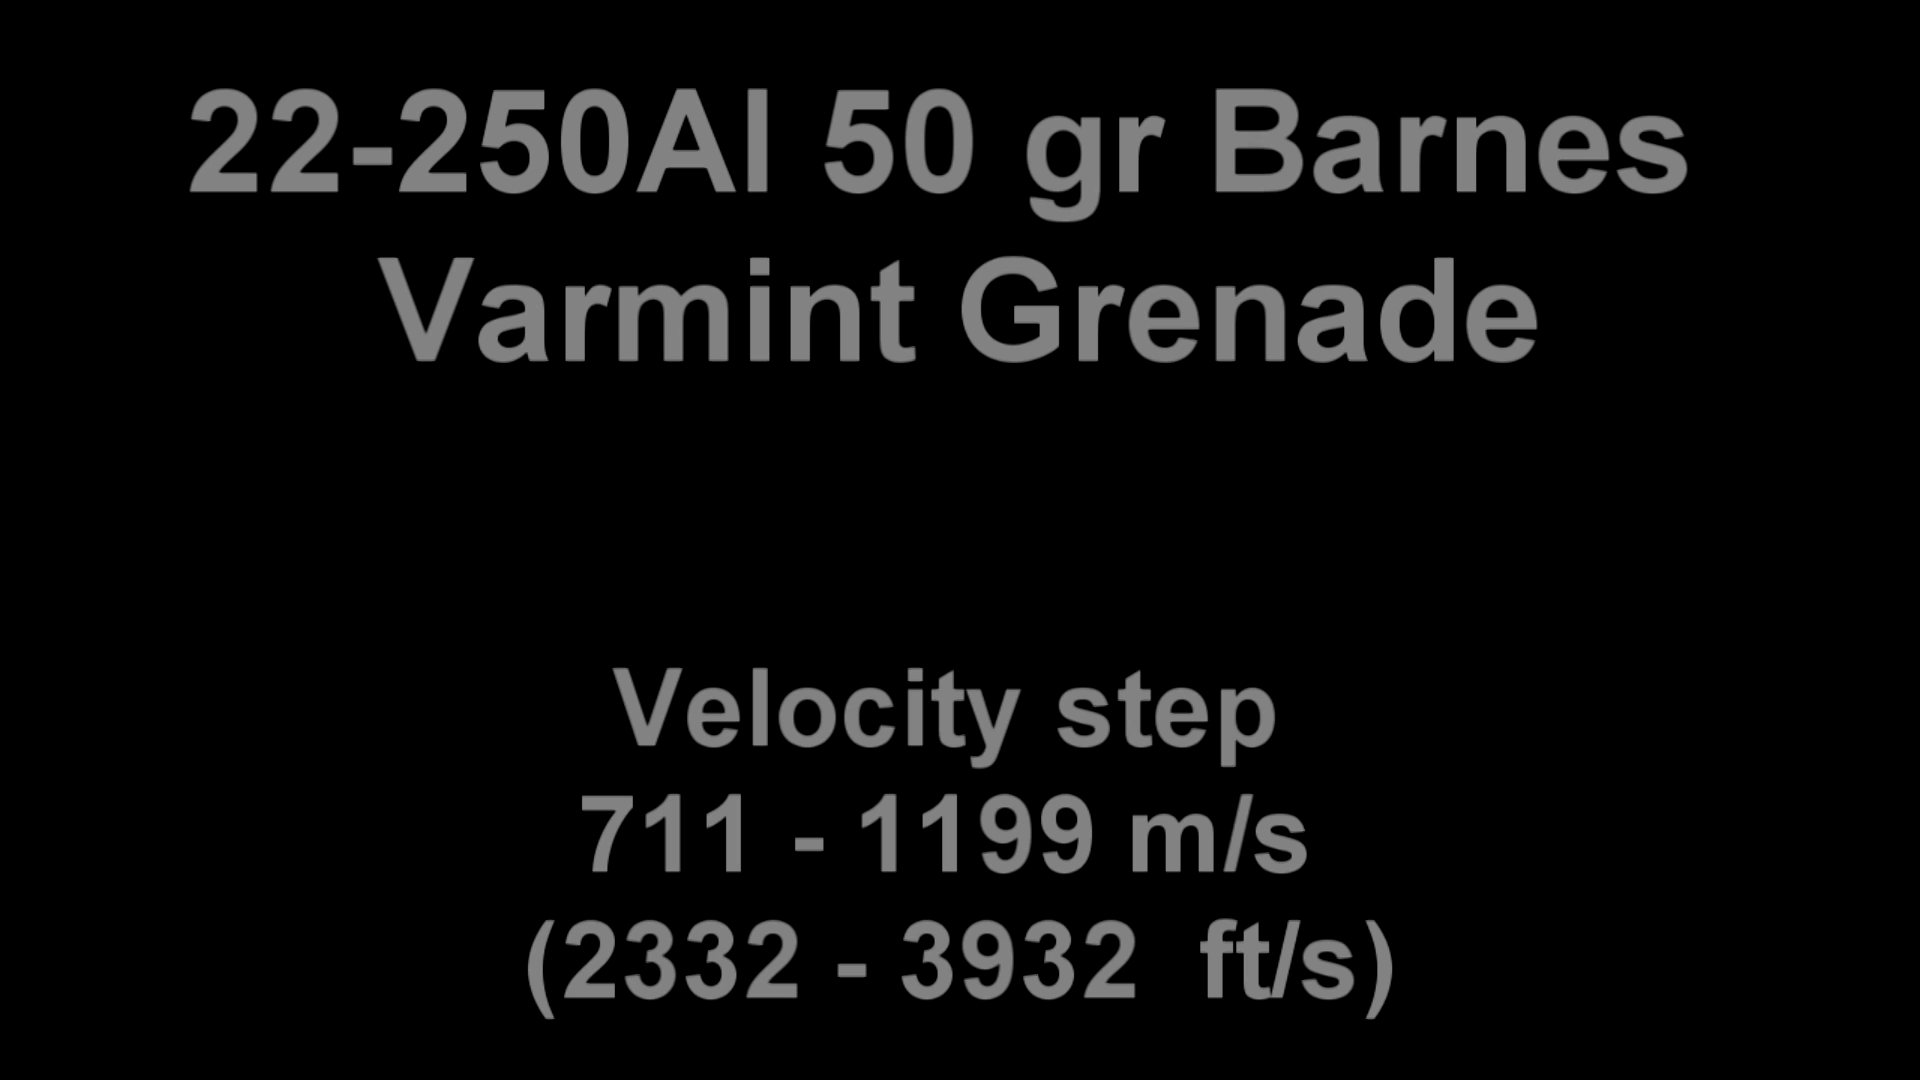 22-250AI 50 gr Barnes
Varmint Grenade
Velocity step
711 - 1199 m/s
(2332 - 3932  ft/s)